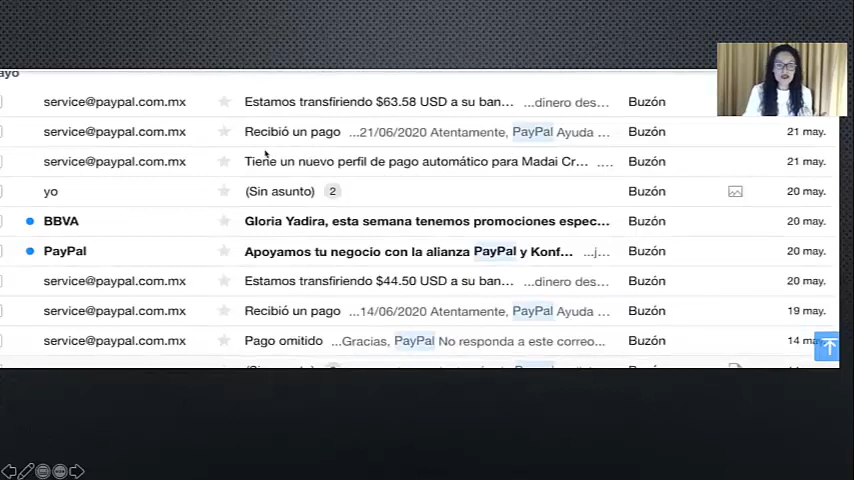 ayo
service@paypal.com.mx Estamos transfiriendo $63.58 USD a su ban... ...dinero des... Buzón
service@paypal.com.mx Recibió un pago ...21/06/2020 Atentamente, PayPal Ayuda ... Buzón 21 may.
service@paypal.com.mx Tiene un nuevo perfil de pago automático para Madai Cr... .... Buzón 21 may.
yo (Sin asunto) 2 Buzón 20 may.
BBVA Gloria Yadira, esta semana tenemos promociones espec... Buzón 20 may.
PayPal Apoyamos tu negocio con la alianza PayPal y Konf... ...j... Buzón 20 may.
service@paypal.com.mx Estamos transfiriendo $44.50 USD a su ban... ...dinero des... Buzón 20 may.
service@paypal.com.mx Recibió un pago ...14/06/2020 Atentamente, PayPal Ayuda ... Buzón 19 may.
service@paypal.com.mx Pago omitido ...Gracias, PayPal No responda a este correo... Buzón 14 may.